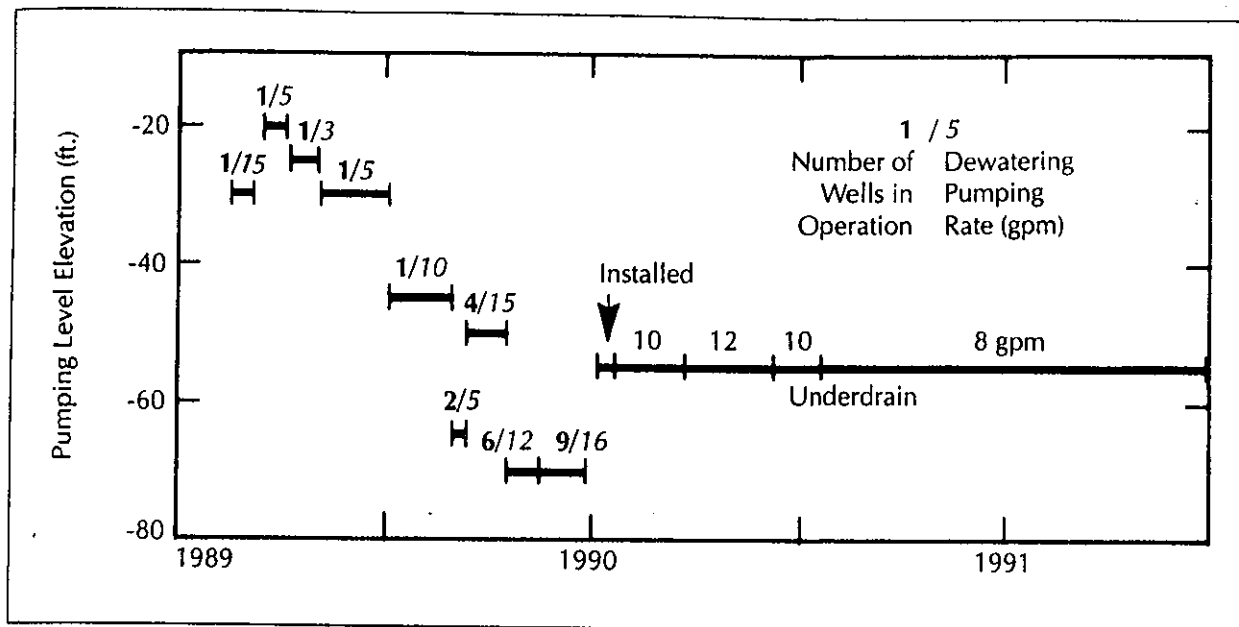 Pumping Level Elevation (ft.)
-20
-40
-60
-80
1989
1990
1991
1/5
1/3
1/15
1/5
1/10
4/15
2/5
6/12
9/16
1 / 5
Number of Dewatering
Wells in Pumping
Operation Rate (gpm)
Installed
10
12
10
8 gpm
Underdrain